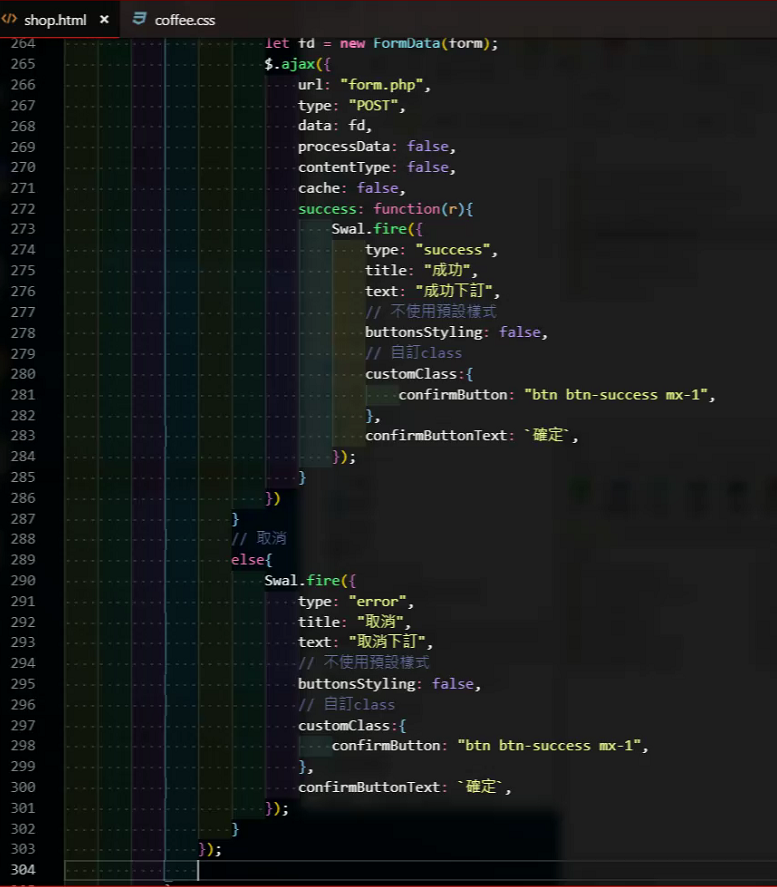 shop.html × coffee.css
264 let fd = new FormData(form);
265 $.ajax({
266 url: "form.php",
267 type: "POST",
268 data: fd,
269 processData: false,
270 contentType: false,
271 cache: false,
272 success: function(r){
273 Swal.fire({
274 type: "success",
275 title: "成功",
276 text: "成功下訂",
277 // 不使用預設樣式
278 buttonsStyling: false,
279 // 自訂class
280 customClass:{
281 confirmButton: "btn btn-success mx-1",
282 },
283 confirmButtonText: `確定`,
284 });
285 }
286 })
287 }
288 // 取消
289 else{
290 Swal.fire({
291 type: "error",
292 title: "取消",
293 text: "取消下訂",
294 // 不使用預設樣式
295 buttonsStyling: false,
296 // 自訂class
297 customClass:{
298 confirmButton: "btn btn-success mx-1",
299 },
300 confirmButtonText: `確定`,
301 });
302 }
303 });
304